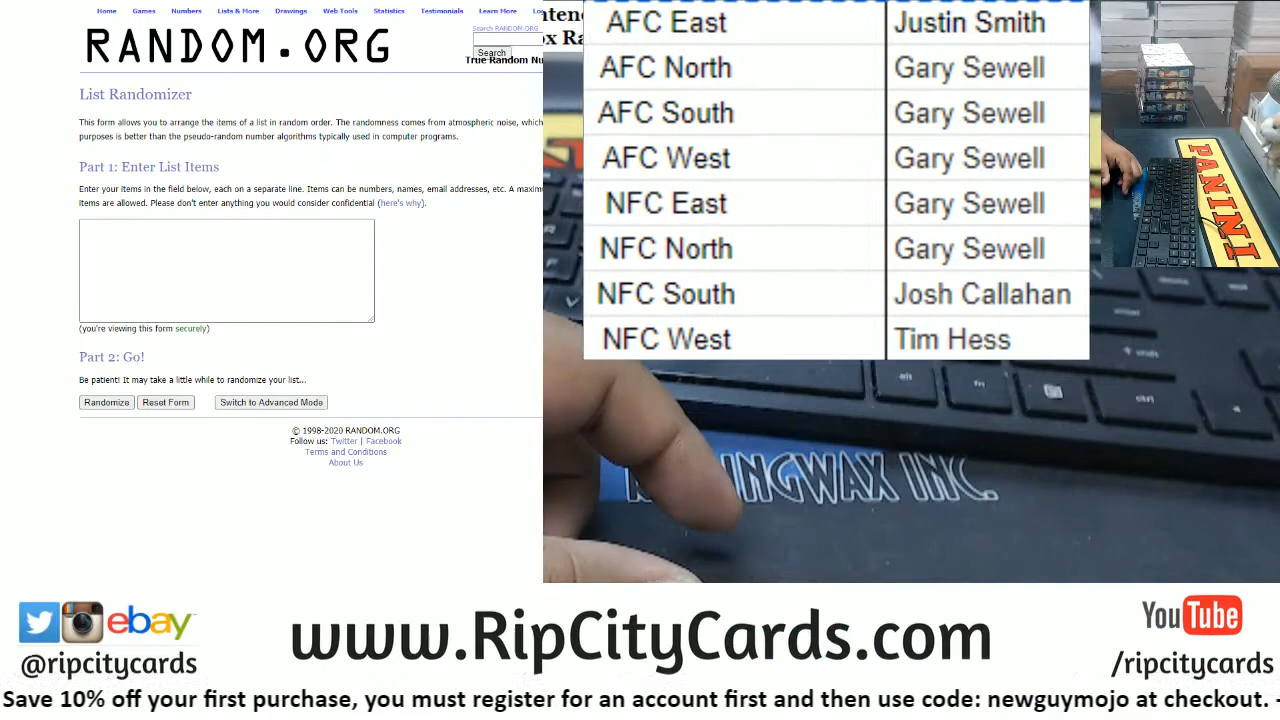 Home Games Numbers Lists & More Drawings Web Tools Statistics Testimonials Learn More
RANDOM.ORG
Search RANDOM.ORG
Search
List Randomizer
This form allows you to arrange the items of a list in random order. The randomness comes from atmospheric noise, which
purposes is better than the pseudo-random number algorithms typically used in computer programs.
Part 1: Enter List Items
Enter your items in the field below, each on a separate line. Items can be numbers, names, email addresses, etc. A
items are allowed. Please don't enter anything you would consider confidential (here's why).
(you're viewing this form securely)
Part 2: Go!
Be patient! It may take a little while to randomize your list...
Randomize Reset Form Switch to Advanced Mode
© 1998-2020 RANDOM.ORG
Follow us: Twitter | Facebook
Terms and Conditions
About Us
True Random
AFC East Justin Smith
AFC North Gary Sewell
AFC South Gary Sewell
AFC West Gary Sewell
NFC East Gary Sewell
NFC North Gary Sewell
NFC South Josh Callahan
NFC West Tim Hess
PANINI
alt fn ctrl
INC.
ebay
@ripcitycards
www.RipCityCards.com
YouTube
/ripcitycards
Save 10% off your first purchase, you must register for an account first and then use code: newguymojo at checkout. -